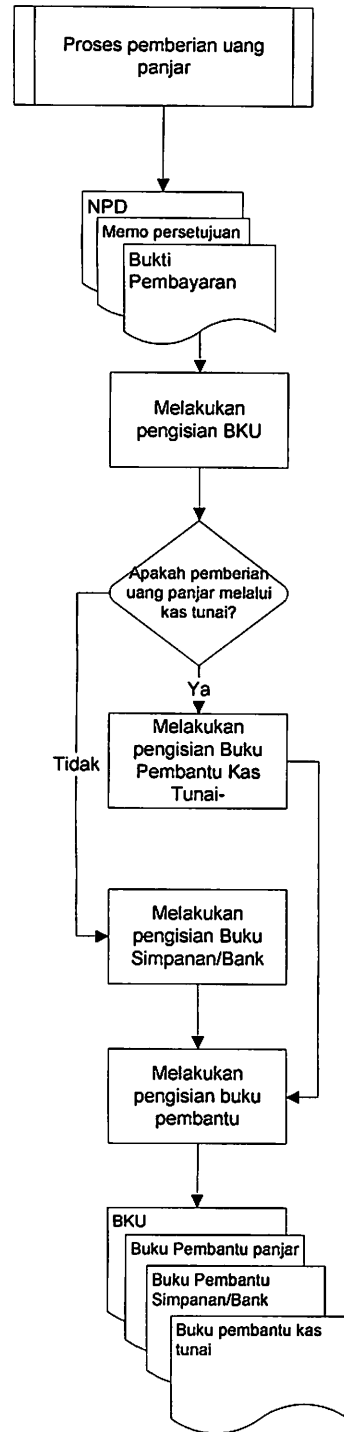 Proses pemberian uang
panjar
NPD
Memo persetujuan
Bukti
Pembayaran
Melakukan
pengisian BKU
Apakah pemberian
uang panjar melalui
kas tunai?
Ya
Tidak
Melakukan
pengisian Buku
Pembantu Kas
Tunai-
Melakukan
pengisian Buku
Simpanan/Bank
Melakukan
pengisian buku
pembantu
BKU
Buku Pembantu panjar
Buku Pembantu
Simpanan/Bank
Buku pembantu kas
tunai